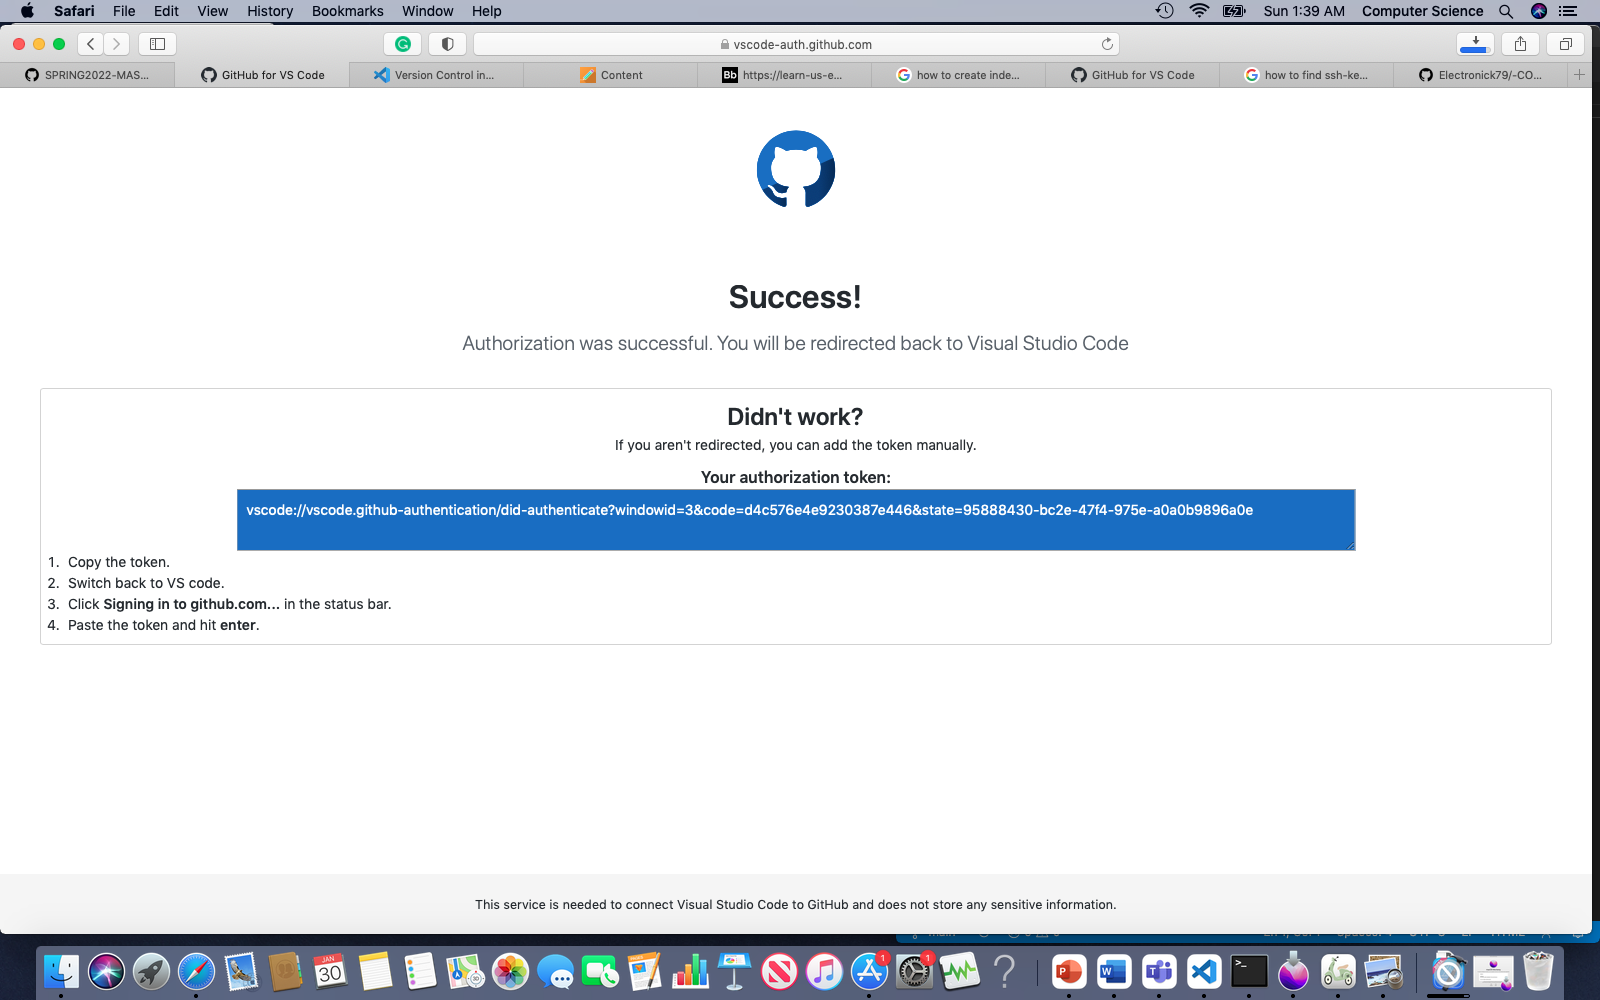 Safari File Edit View History Bookmarks Window Help Sun 1:39 AM Computer Science
vscode-auth.github.com
SPRING2022-MAS... GitHub for VS Code Version Control in... Content Bb https://learn-us-e... how to create inde... GitHub for VS Code how to find ssh-ke... Electronick79/-CO...
Success!
Authorization was successful. You will be redirected back to Visual Studio Code
Didn't work?
If you aren't redirected, you can add the token manually.
Your authorization token:
vscode://vscode.github-authentication/did-authenticate?windowid=3&code=d4c576e4e9230387e446&state=95888430-bc2e-47f4-975e-a0a0b9896a0e
1. Copy the token.
2. Switch back to VS code.
3. Click Signing in to github.com... in the status bar.
4. Paste the token and hit enter.
This service is needed to connect Visual Studio Code to GitHub and does not store any sensitive information.
JAN
30
1
1